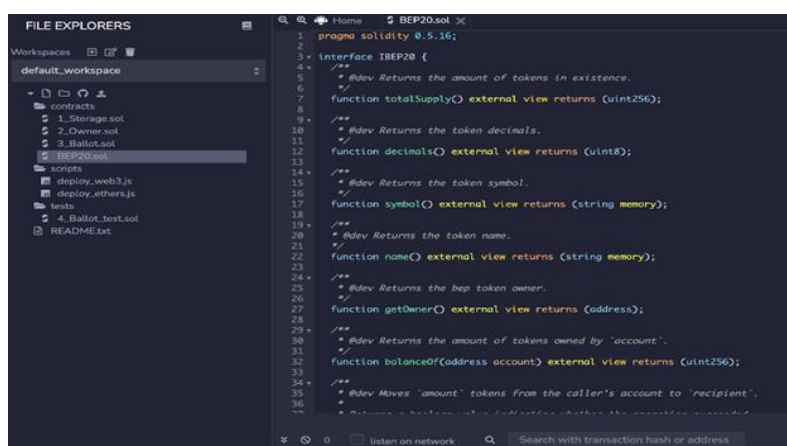 FILE EXPLORERS
Workspaces
default_workspace
contracts
1_Storage.sol
2_Owner.sol
3_Ballot.sol
BEP20.sol
scripts
deploy_web3.js
deploy_ethers.js
tests
4_Ballot_test.sol
README.txt
Home
BEP20.sol
1 pragma solidity 0.5.16;
2
3 interface IBEP20 {
4 /**
5 * @dev Returns the amount of tokens in existence.
6 */
7 function totalSupply() external view returns (uint256);
8
9 /**
10 * @dev Returns the token decimals.
11 */
12 function decimals() external view returns (uint8);
13
14 /**
15 * @dev Returns the token symbol.
16 */
17 function symbol() external view returns (string memory);
18
19 /**
20 * @dev Returns the token name.
21 */
22 function name() external view returns (string memory);
23
24 /**
25 * @dev Returns the bep token owner.
26 */
27 function getOwner() external view returns (address);
28
29 /**
30 * @dev Returns the amount of tokens owned by `account`.
31 */
32 function balanceOf(address account) external view returns (uint256);
33
34 /**
35 * @dev Moves `amount` tokens from the caller's account to `recipient`.
36 *
0
listen on network
Search with transaction hash or address